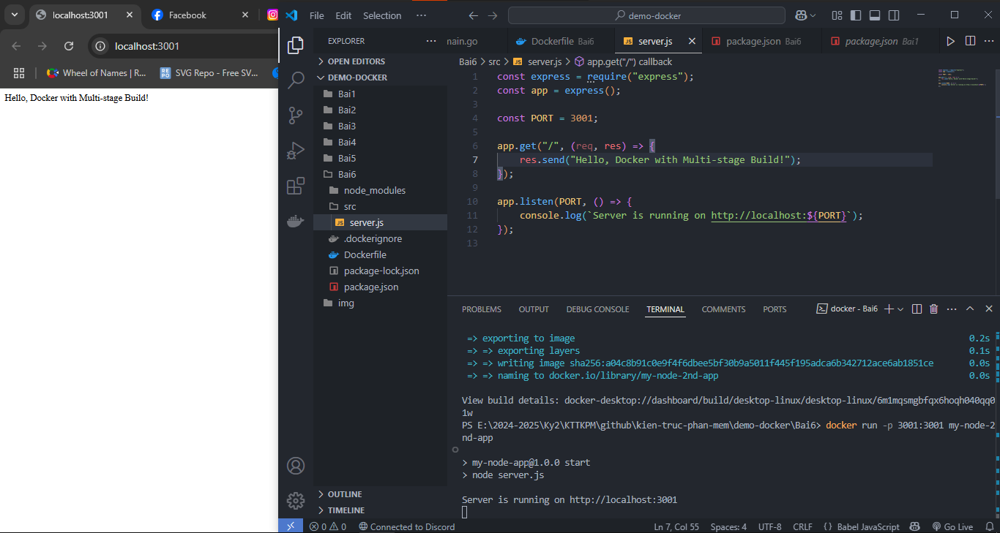 localhost:3001
Facebook
File Edit Selection ···
demo-docker
localhost:3001
Wheel of Names | R...
SVG Repo - Free SV...
Hello, Docker with Multi-stage Build!
EXPLORER ···
OPEN EDITORS
DEMO-DOCKER
Bai1
Bai2
Bai3
Bai4
Bai5
Bai6
node_modules
src
JS server.js
.dockerignore
Dockerfile
package-lock.json
package.json
img
OUTLINE
TIMELINE
nain.go
Dockerfile Bai6
JS server.js
package.json Bai6
package.json Bai1
Bai6 > src > JS server.js > app.get("/") callback
1 const express = require("express");
2 const app = express();
3
4 const PORT = 3001;
5
6 app.get("/", (req, res) => {
7 res.send("Hello, Docker with Multi-stage Build!");
8 });
9
10 app.listen(PORT, () => {
11 console.log(`Server is running on http://localhost:${PORT}`);
12 });
13
PROBLEMS OUTPUT DEBUG CONSOLE TERMINAL COMMENTS PORTS
docker - Bai6
=> exporting to image 0.2s
=> => exporting layers 0.1s
=> => writing image sha256:a04c8b91c0e9f4f6dbee5bf30b9a5011f445f195adca6b342712ace6ab1851ce 0.0s
=> => naming to docker.io/library/my-node-2nd-app 0.0s
View build details: docker-desktop://dashboard/build/desktop-linux/desktop-linux/6m1mqsmgbfqx6hoqh040qq0
1w
PS E:\2024-2025\Ky2\KTTKPM\github\kien-truc-phan-mem\demo-docker\Bai6> docker run -p 3001:3001 my-node-2
nd-app
> my-node-app@1.0.0 start
> node server.js
Server is running on http://localhost:3001
0 0
Connected to Discord
Ln 7, Col 55 Spaces: 4 UTF-8 CRLF {} Babel JavaScript Go Live